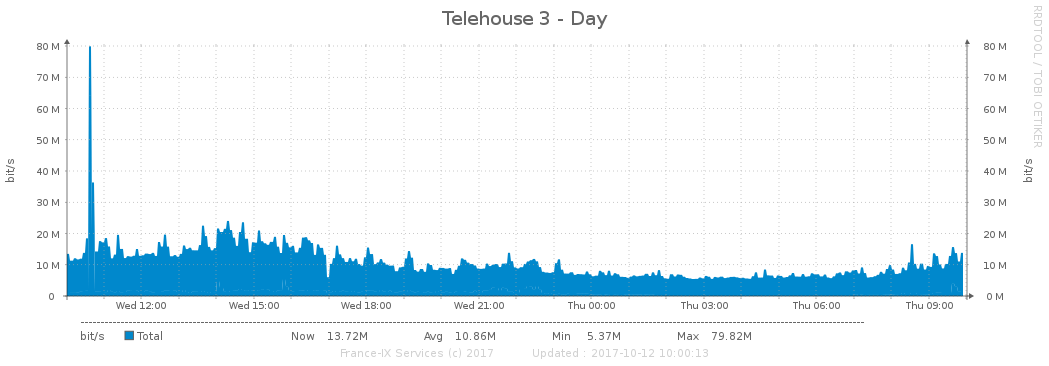 Telehouse 3 - Day
RRDTOOL / TOBI OETIKER
bit/s
bit/s
80 M 80 M
70 M 70 M
60 M 60 M
50 M 50 M
40 M 40 M
30 M 30 M
20 M 20 M
10 M 10 M
0 0 M
Wed 12:00 Wed 15:00 Wed 18:00 Wed 21:00 Thu 00:00 Thu 03:00 Thu 06:00 Thu 09:00
bit/s Total Now 13.72M Avg 10.86M Min 5.37M Max 79.82M
France-IX Services (c) 2017 Updated : 2017-10-12 10:00:13